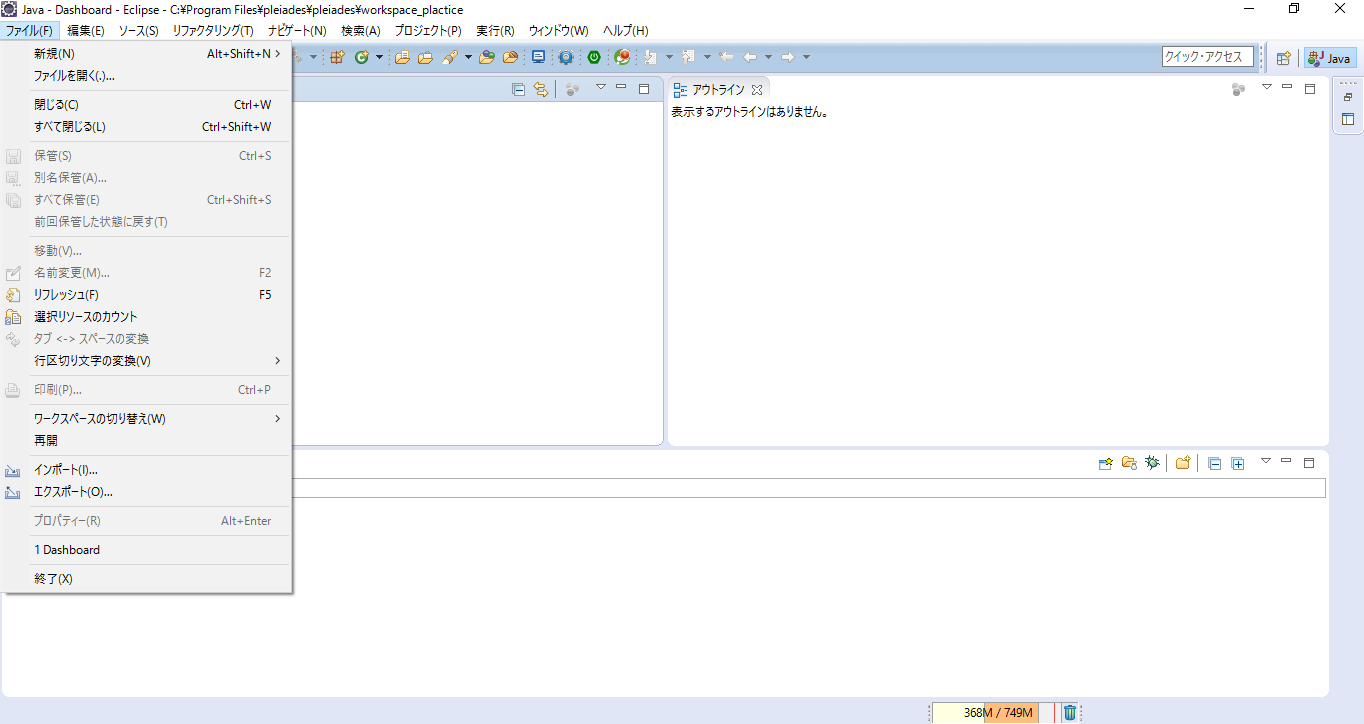 Java - Dashboard - Eclipse - C:¥Program Files¥pleiades¥pleiades¥workspace_plactice
ファイル(F) 編集(E) ソース(S) リファクタリング(T) ナビゲート(N) 検索(A) プロジェクト(P) 実行(R) ウィンドウ(W) ヘルプ(H)
クイック・アクセス Java
新規(N) Alt+Shift+N
ファイルを開く(.)...
閉じる(C) Ctrl+W
すべて閉じる(L) Ctrl+Shift+W
保管(S) Ctrl+S
別名保管(A)...
すべて保管(E) Ctrl+Shift+S
前回保管した状態に戻す(T)
移動(V)...
名前変更(M)... F2
リフレッシュ(F) F5
選択リソースのカウント
タブ <-> スペースの変換
行区切り文字の変換(V)
印刷(P)... Ctrl+P
ワークスペースの切り替え(W)
再開
インポート(I)...
エクスポート(O)...
プロパティー(R) Alt+Enter
1 Dashboard
終了(X)
アウトライン
表示するアウトラインはありません。
368M / 749M